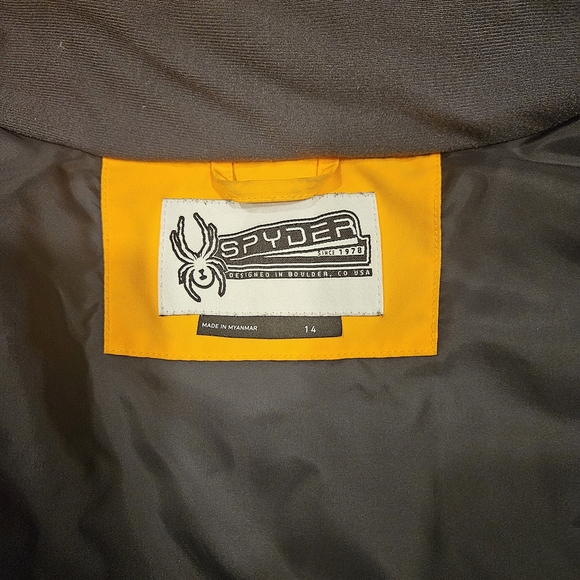 SPYDER
SINCE 1978
DESIGNED IN BOULDER, CO USA
MADE IN MYANMAR 14